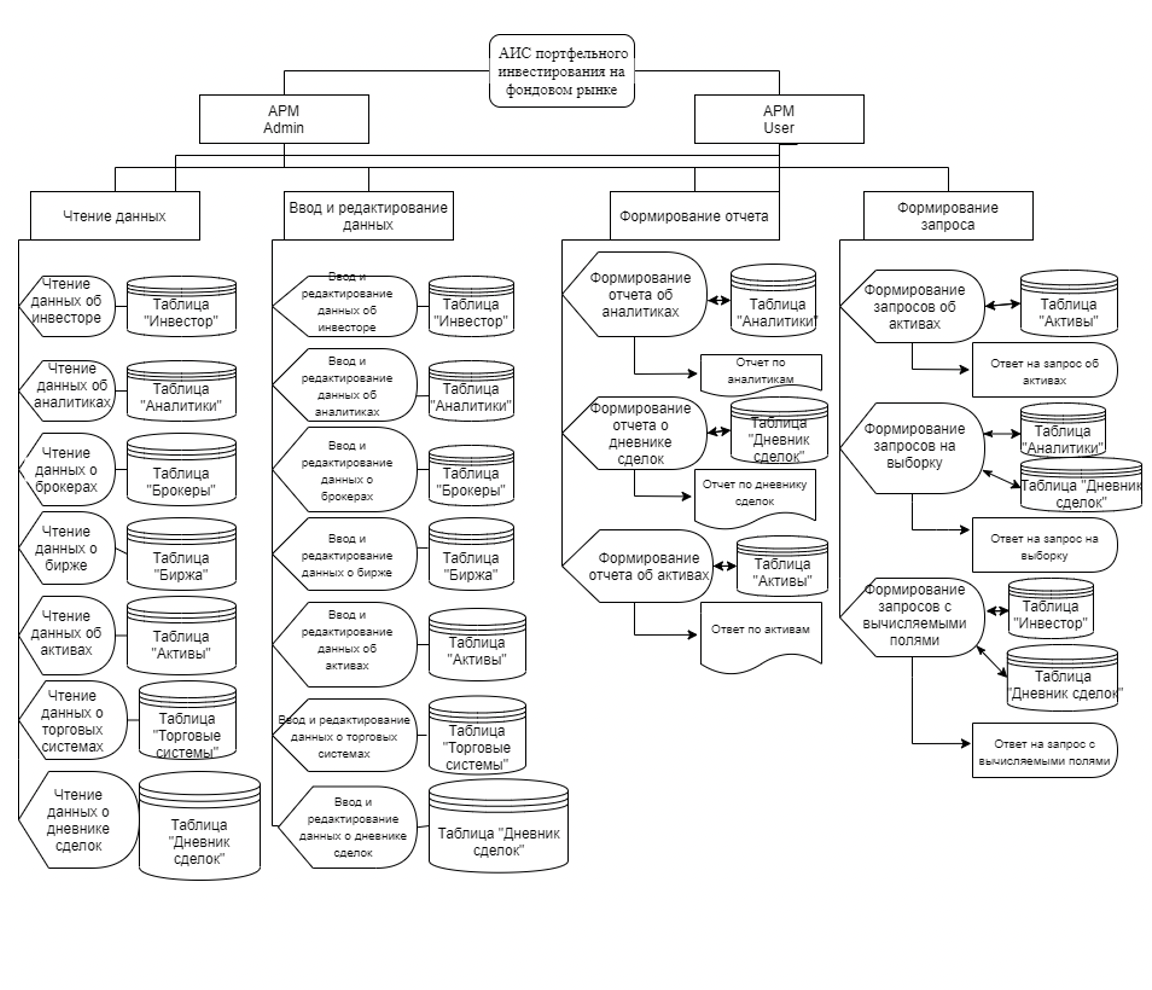 АИС портфельного
инвестирования на
фондовом рынке
АРМ
Admin
АРМ
User
Чтение данных
Ввод и редактирование
данных
Формирование отчета
Формирование
запроса
Чтение
данных об
инвесторе
Таблица
"Инвестор"
Чтение
данных об
аналитиках
Таблица
"Аналитики"
Чтение
данных о
брокерах
Таблица
"Брокеры"
Чтение
данных о
бирже
Таблица
"Биржа"
Чтение
данных об
активах
Таблица
"Активы"
Чтение
данных о
торговых
системах
Таблица
"Торговые
системы"
Чтение
данных о
дневнике
сделок
Таблица
"Дневник
сделок"
Ввод и
редактирование
данных об
инвесторе
Таблица
"Инвестор"
Ввод и
редактирование
данных об
аналитиках
Таблица
"Аналитики"
Ввод и
редактирование
данных о
брокерах
Таблица
"Брокеры"
Ввод и
редактирование
данных о бирже
Таблица
"Биржа"
Ввод и
редактирование
данных об
активах
Таблица
"Активы"
Ввод и редактирование
данных о торговых
системах
Таблица
"Торговые
системы"
Ввод и
редактирование
данных о дневнике
сделок
Таблица "Дневник
сделок"
Формирование
отчета об
аналитиках
Таблица
"Аналитики"
Отчет по
аналитикам
Формирование
отчета о
дневнике
сделок
Таблица
"Дневник
сделок"
Отчет по дневнику
сделок
Формирование
отчета об активах
Таблица
"Активы"
Ответ по активам
Формирование
запросов об
активах
Таблица
"Активы"
Ответ на запрос об
активах
Формирование
запросов на
выборку
Таблица
"Аналитики"
Таблица "Дневник
сделок"
Ответ на запрос на
выборку
Формирование
запросов с
вычисляемыми
полями
Таблица
"Инвестор"
Таблица
"Дневник сделок"
Ответ на запрос с
вычисляемыми полями